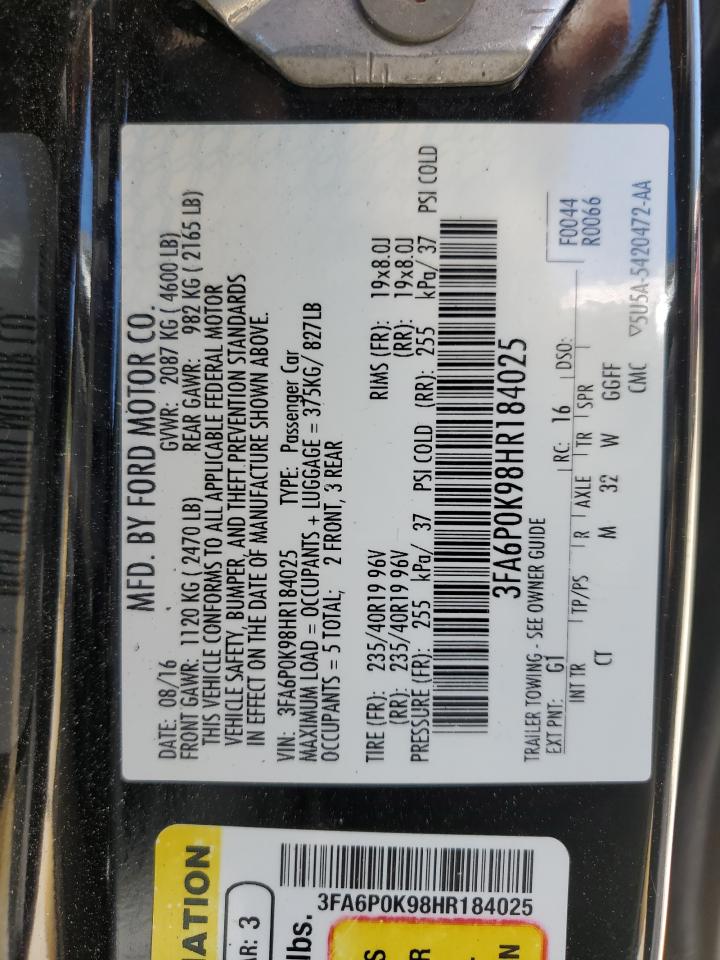 MFD. BY FORD MOTOR CO.
DATE: 08/16 GVWR: 2087 KG ( 4600 LB)
FRONT GAWR: 1120 KG ( 2470 LB) REAR GAWR: 982 KG ( 2165 LB)
THIS VEHICLE CONFORMS TO ALL APPLICABLE FEDERAL MOTOR
VEHICLE SAFETY, BUMPER, AND THEFT PREVENTION STANDARDS
IN EFFECT ON THE DATE OF MANUFACTURE SHOWN ABOVE.
VIN: 3FA6P0K98HR184025 TYPE: Passenger Car
MAXIMUM LOAD = OCCUPANTS + LUGGAGE = 375KG/ 827LB
OCCUPANTS = 5 TOTAL; 2 FRONT, 3 REAR
TIRE (FR): 235/40R19 96V RIMS (FR): 19x8.0J
(RR): 235/40R19 96V (RR): 19x8.0J
PRESSURE (FR): 255 kPa/ 37 PSI COLD (RR): 255 kPa/ 37 PSI COLD
3FA6P0K98HR184025
TRAILER TOWING - SEE OWNER GUIDE F0044
EXT PNT: G1 RC: 16 DSO: R0066
INT TR TP/PS R AXLE TR SPR
CT M 32 W GGFF
CMC ▽5U5A-5420472-AA
3FA6P0K98HR184025
AR: 3
lbs.